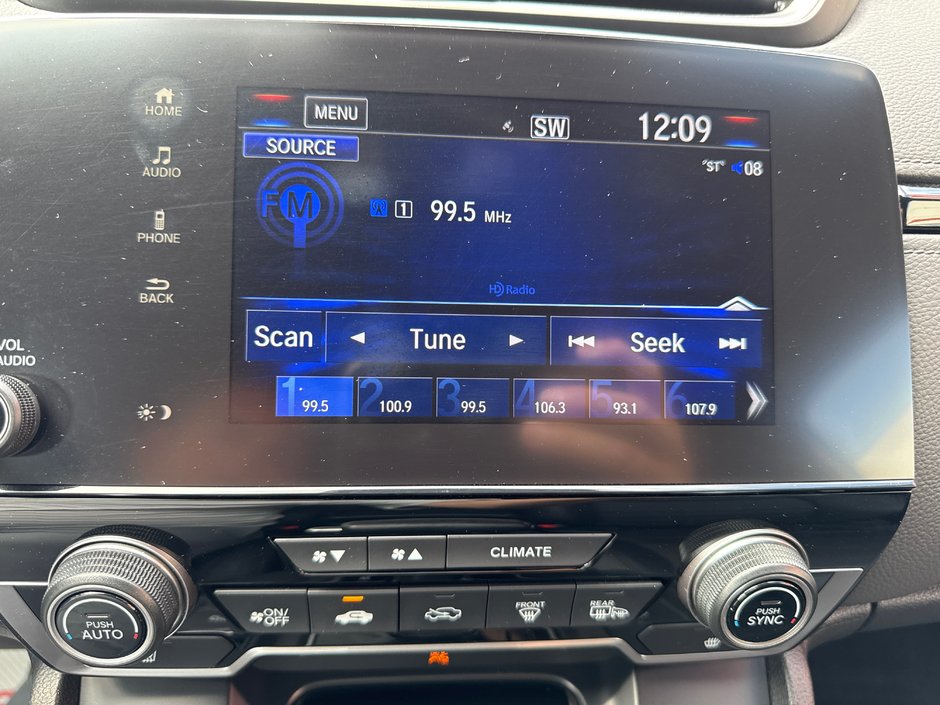 MENU
SW
12:09
SOURCE
"ST" 08
HOME
AUDIO
PHONE
BACK
VOL
AUDIO
FM
1 99.5 MHz
HD Radio
Scan
Tune
Seek
1 99.5
2 100.9
3 99.5
4 106.3
5 93.1
6 107.9
CLIMATE
PUSH
AUTO
ON/
OFF
FRONT
REAR
PUSH
SYNC